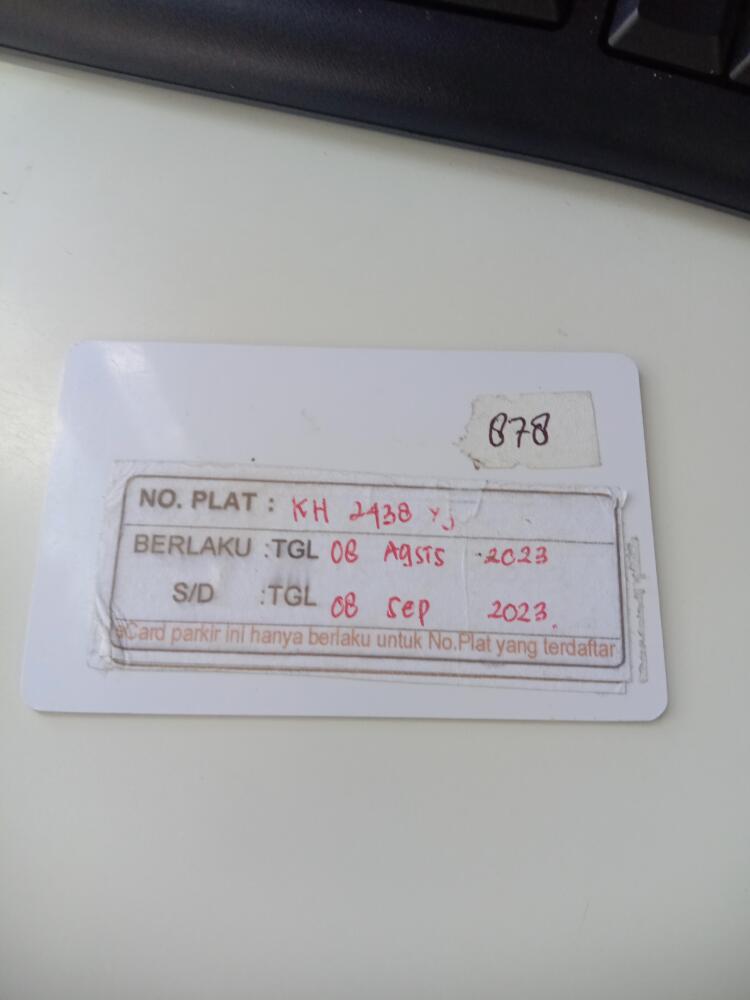 878
NO. PLAT : KH 2438 YJ
BERLAKU :TGL 08 Agsts 2023
S/D :TGL 08 Sep 2023
eCard parkir ini hanya berlaku untuk No.Plat yang terdaftar